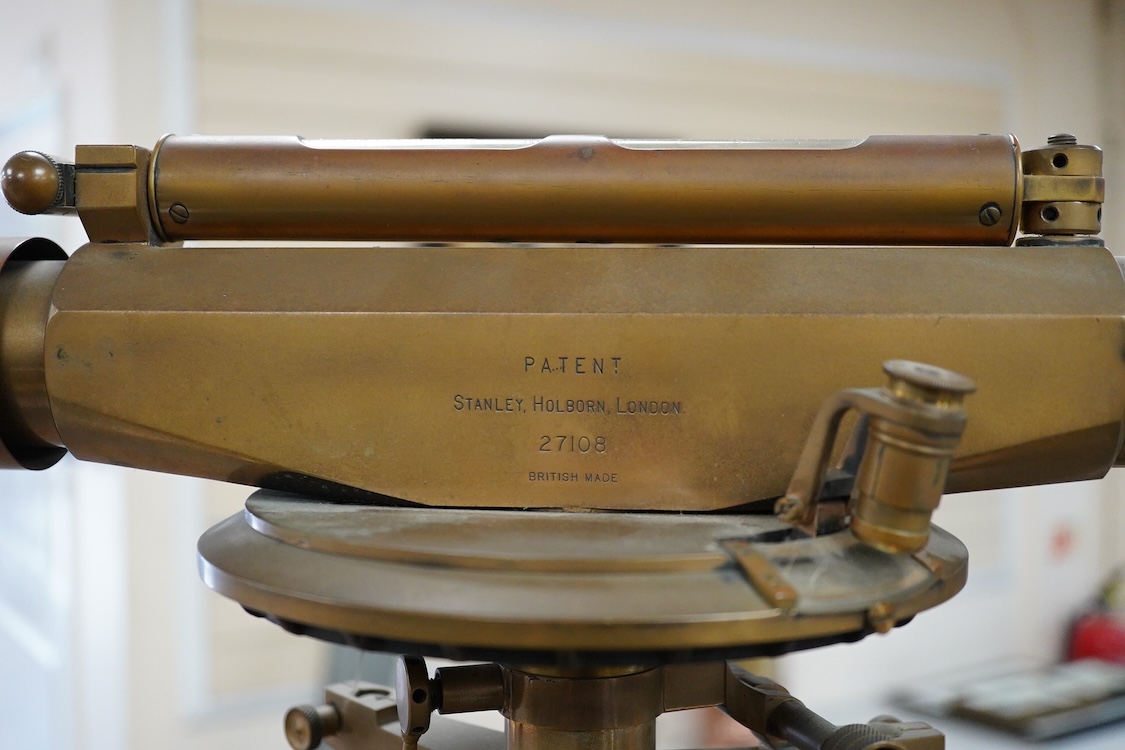 PATENT
STANLEY, HOLBORN, LONDON.
27108
BRITISH MADE